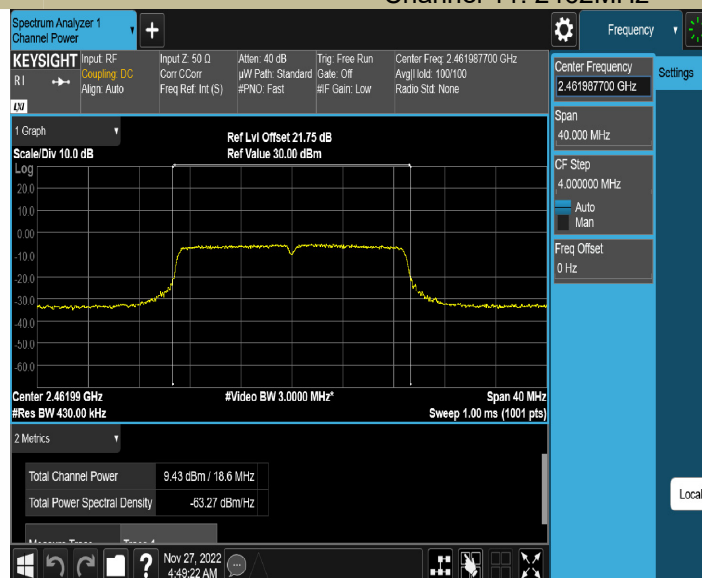 Channel 11: 2462MHz
Spectrum Analyzer 1
Channel Power
Frequency
KEYSIGHT
Input: RF
Coupling: DC
Align: Auto
Input Z: 50 Ω
Corr CCorr
Freq Ref: Int (S)
Atten: 40 dB
µW Path: Standard
#PNO: Fast
Trig: Free Run
Gate: Off
#IF Gain: Low
Center Freq: 2.461987700 GHz
Avg|Hold: 100/100
Radio Std: None
LXI
Center Frequency
2.461987700 GHz
Settings
Span
40.000 MHz
CF Step
4.000000 MHz
Auto
Man
Freq Offset
0 Hz
1 Graph
Scale/Div 10.0 dB
Ref Lvl Offset 21.75 dB
Ref Value 30.00 dBm
Log
20.0
10.0
0.00
-10.0
-20.0
-30.0
-40.0
-50.0
-60.0
Center 2.46199 GHz
#Video BW 3.0000 MHz*
Span 40 MHz
#Res BW 430.00 kHz
Sweep 1.00 ms (1001 pts)
2 Metrics
Total Channel Power
9.43 dBm / 18.6 MHz
Total Power Spectral Density
-63.27 dBm/Hz
Local
?
Nov 27, 2022
4:49:22 AM